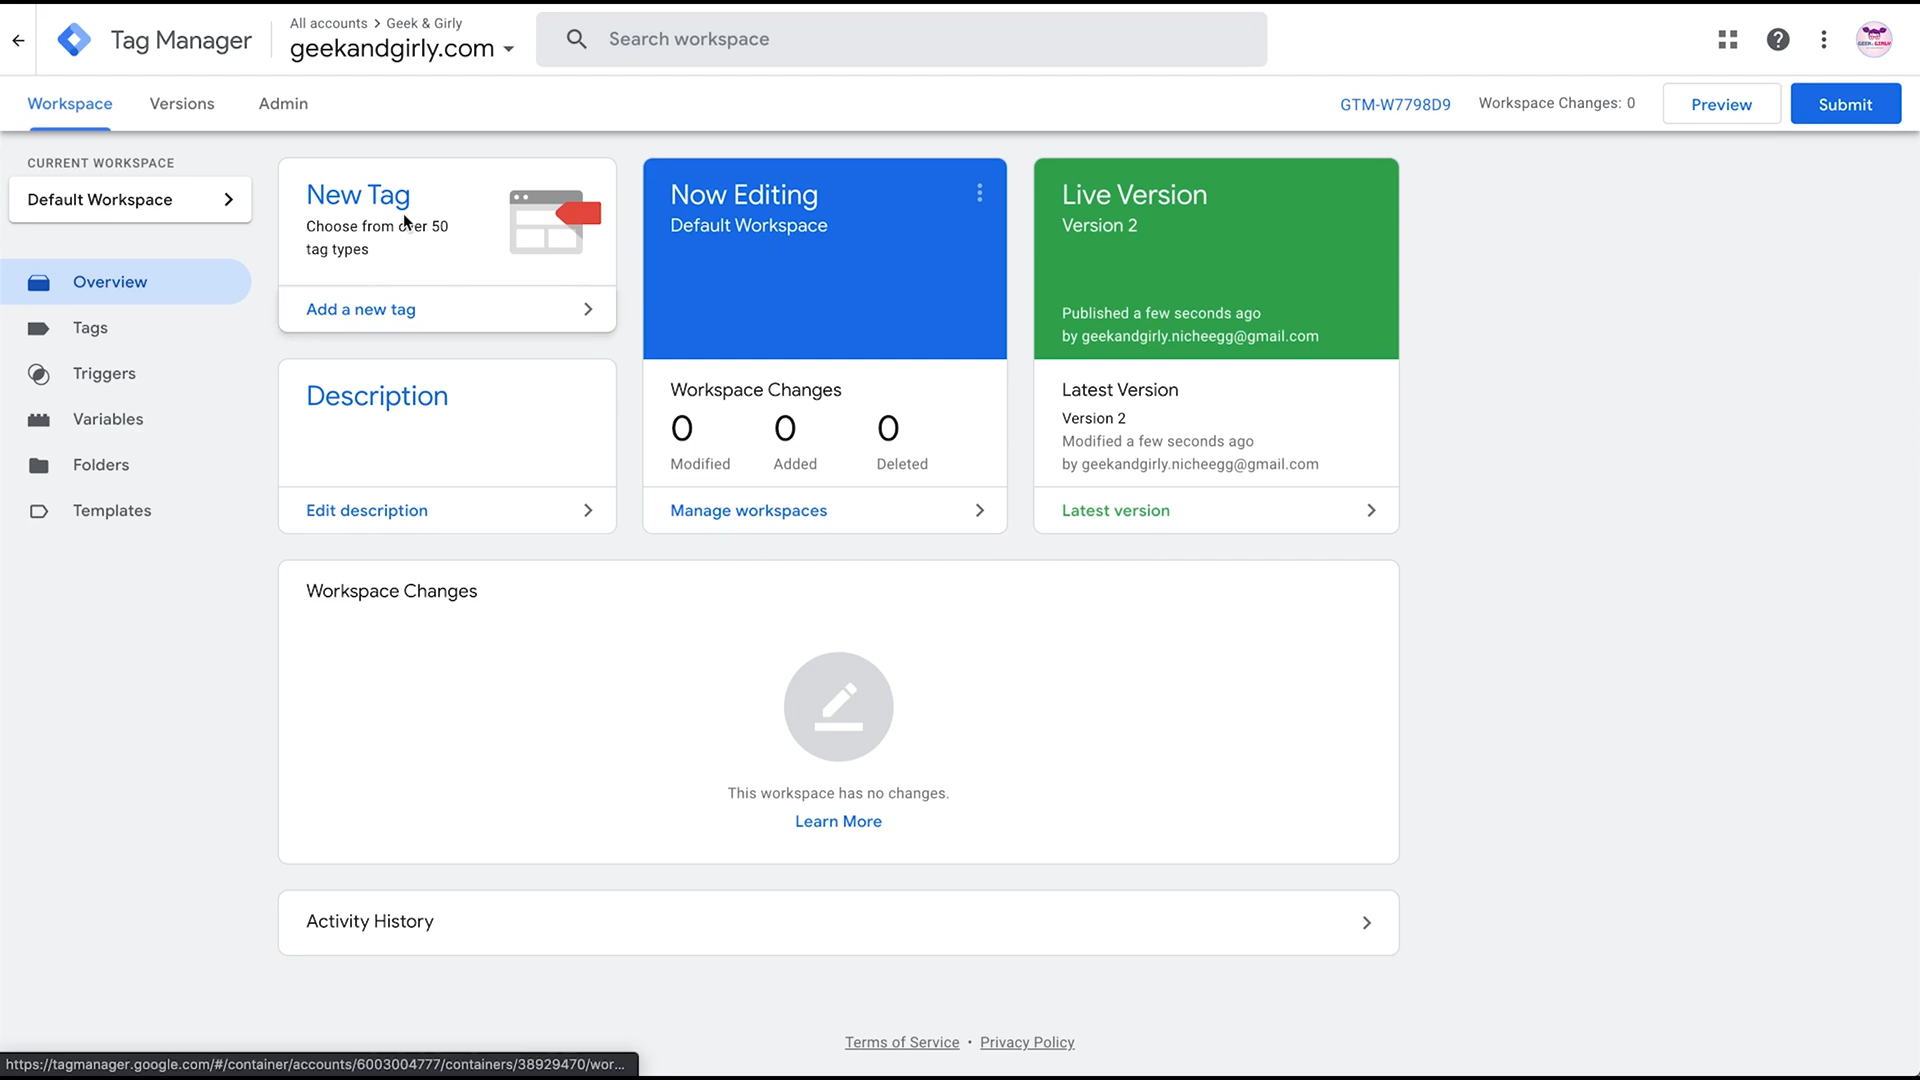 Tag Manager
All accounts > Geek & Girly
geekandgirly.com
Search workspace
Workspace
Versions
Admin
GTM-W7798D9
Workspace Changes: 0
Preview
Submit
CURRENT WORKSPACE
Default Workspace
Overview
Tags
Triggers
Variables
Folders
Templates
New Tag
Choose from over 50
tag types
Add a new tag
Description
Edit description
Now Editing
Default Workspace
Workspace Changes
0 0 0
Modified Added Deleted
Manage workspaces
Live Version
Version 2
Published a few seconds ago
by geekandgirly.nicheegg@gmail.com
Latest Version
Version 2
Modified a few seconds ago
by geekandgirly.nicheegg@gmail.com
Latest version
Workspace Changes
This workspace has no changes.
Learn More
Activity History
Terms of Service • Privacy Policy
https://tagmanager.google.com/#/container/accounts/6003004777/containers/38929470/wor...